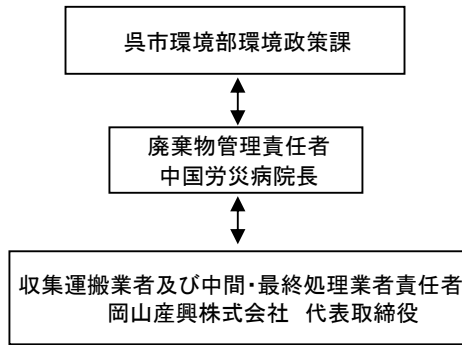 呉市環境部環境政策課
廃棄物管理責任者
中国労災病院長
収集運搬業者及び中間・最終処理業者責任者
岡山産興株式会社 代表取締役